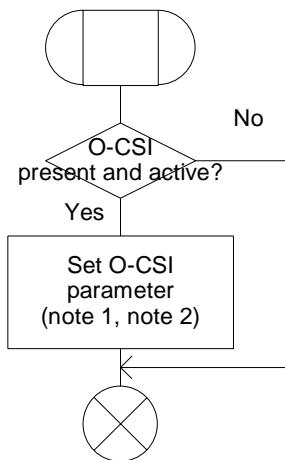 O-CSI
present and active?
No
Yes
Set O-CSI
parameter
(note 1, note 2)